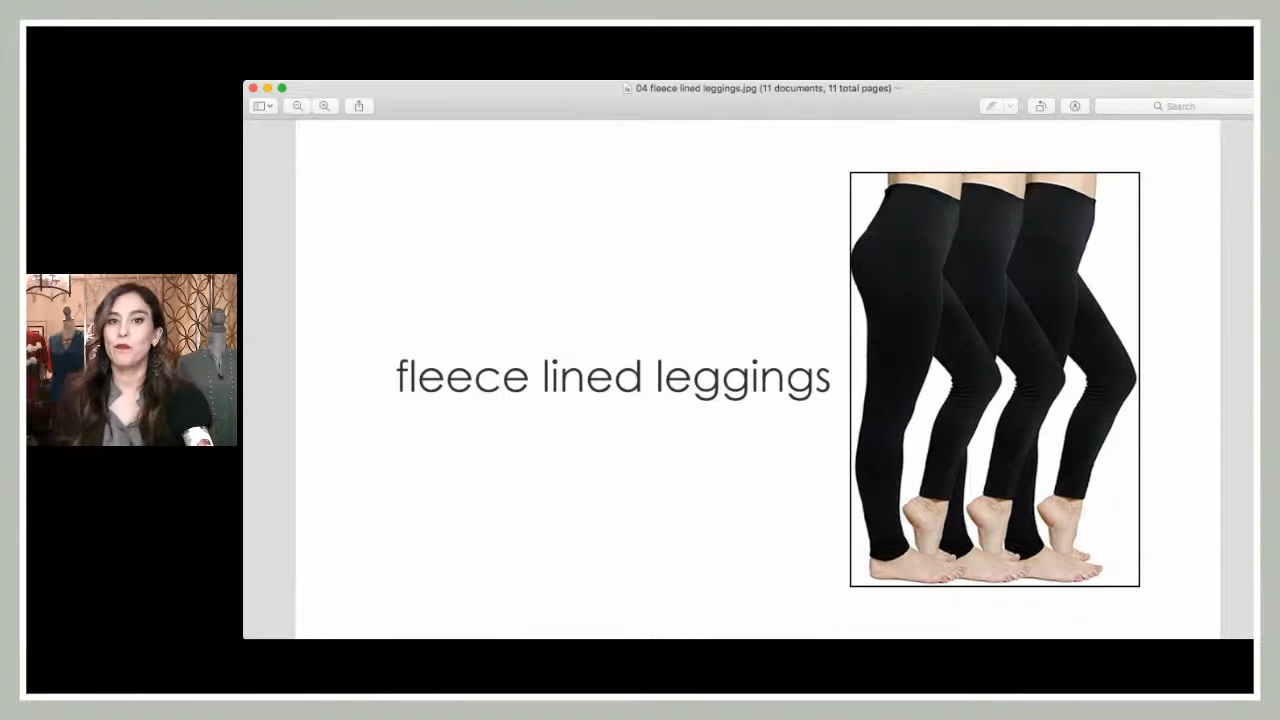 04 fleece lined leggings.jpg (11 documents, 11 total pages)
Search
fleece lined leggings